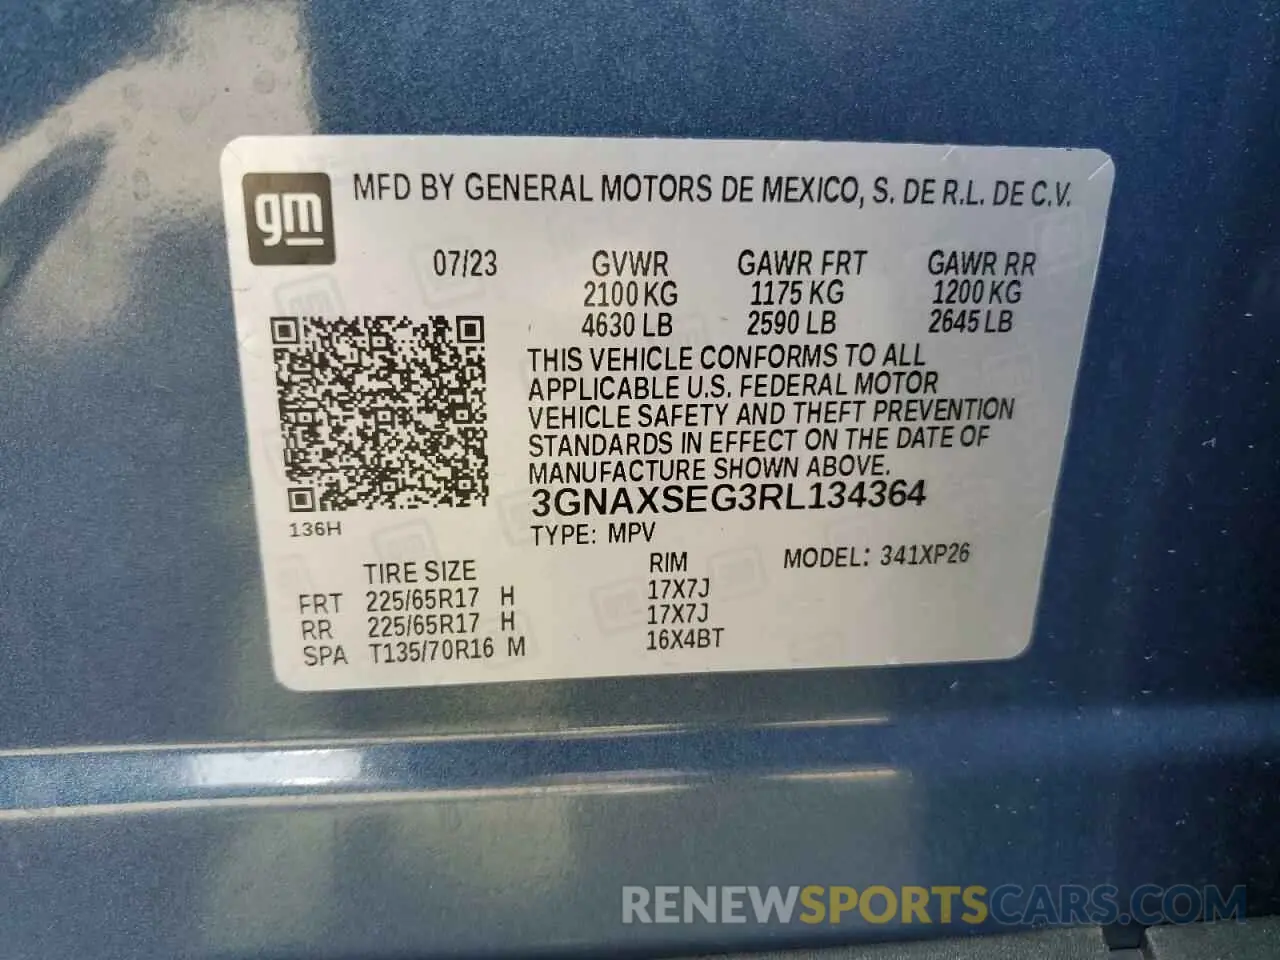 gm
MFD BY GENERAL MOTORS DE MEXICO, S. DE R.L. DE C.V.
07/23 GVWR GAWR FRT GAWR RR
2100 KG 1175 KG 1200 KG
4630 LB 2590 LB 2645 LB
THIS VEHICLE CONFORMS TO ALL
APPLICABLE U.S. FEDERAL MOTOR
VEHICLE SAFETY AND THEFT PREVENTION
STANDARDS IN EFFECT ON THE DATE OF
MANUFACTURE SHOWN ABOVE.
3GNAXSEG3RL134364
136H
TYPE: MPV
MODEL: 341XP26
TIRE SIZE RIM
FRT 225/65R17 H 17X7J
RR 225/65R17 H 17X7J
SPA T135/70R16 M 16X4BT
RENEWSPORTSCARS.COM